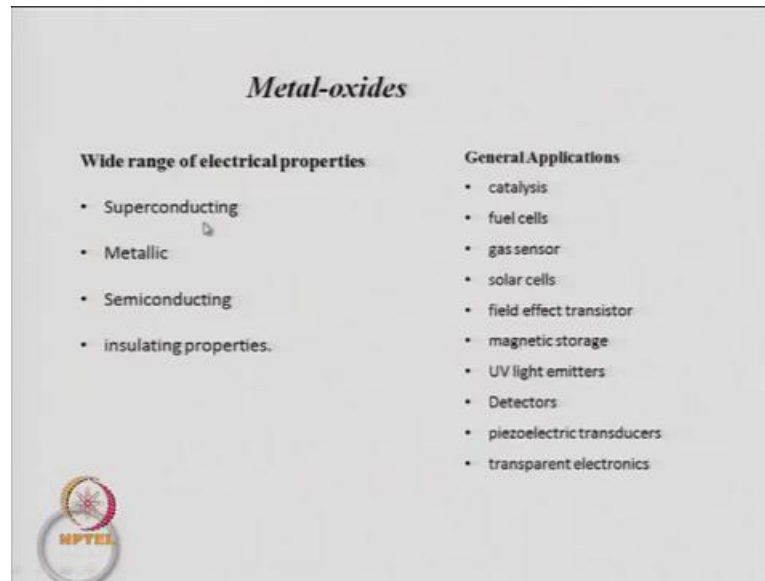 Metal-oxides
Wide range of electrical properties
• Superconducting
• Metallic
• Semiconducting
• insulating properties.
General Applications
• catalysis
• fuel cells
• gas sensor
• solar cells
• field effect transistor
• magnetic storage
• UV light emitters
• Detectors
• piezoelectric transducers
• transparent electronics
NPTEL